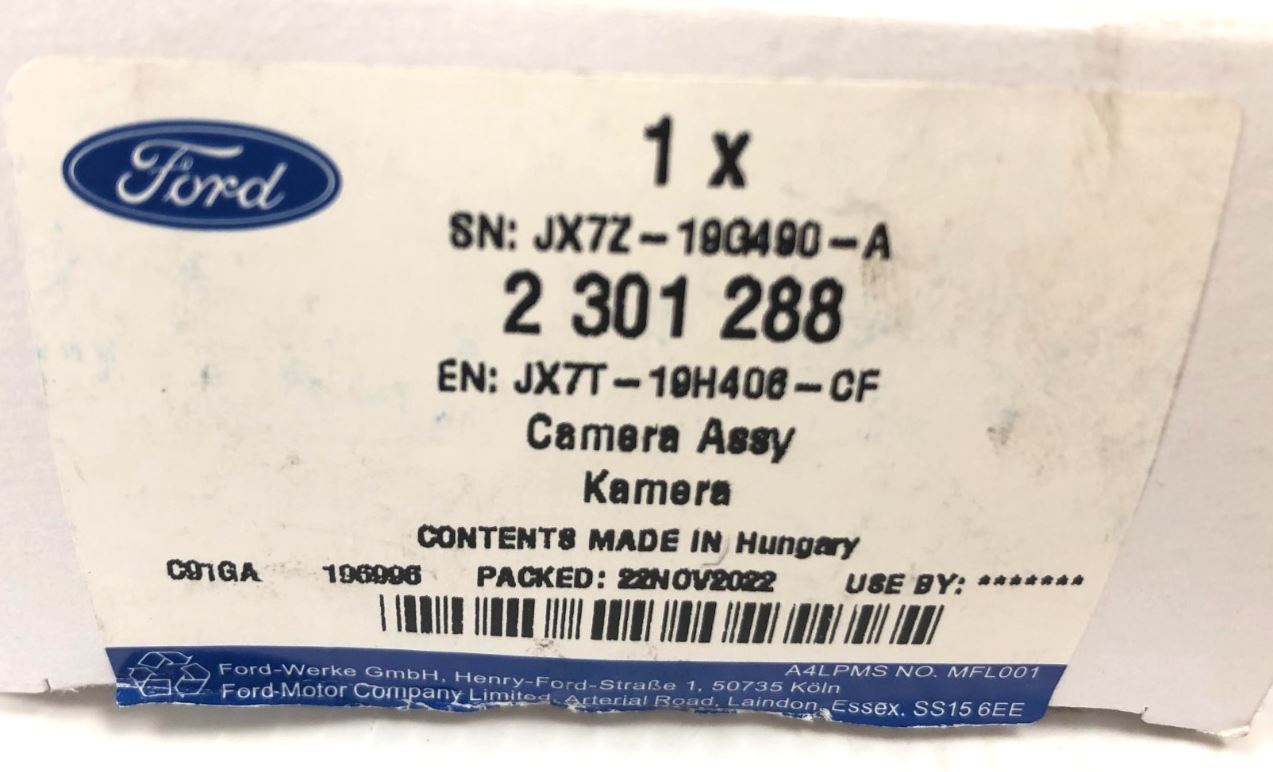 Ford
1 x
SN: JX7Z-19G490-A
2 301 288
EN: JX7T-19H406-CF
Camera Assy
Kamera
CONTENTS MADE IN Hungary
C91GA 196996 PACKED: 22NOV2022 USE BY: *******
A4LPMS NO. MFL001
Ford-Werke GmbH, Henry-Ford-Straße 1, 50735 Köln
Ford-Motor Company Limited, Arterial Road, Laindon, Essex. SS15 6EE